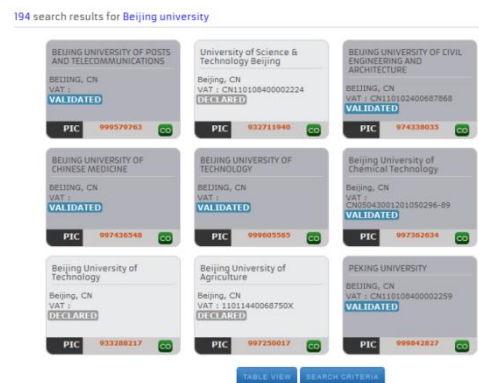 194 search results for Beijing university
BEIJING UNIVERSITY OF POSTS
AND TELECOMMUNICATIONS
BEIJING, CN
VAT :
VALIDATED
PIC 999579763 CO
University of Science &
Technology Beijing
Beijing, CN
VAT : CN110108400002224
DECLARED
PIC 932711940 CO
BEIJING UNIVERSITY OF CIVIL
ENGINEERING AND
ARCHITECTURE
BEIJING, CN
VAT : CN110102400687868
VALIDATED
PIC 974338035 CO
BEIJING UNIVERSITY OF
CHINESE MEDICINE
BEIJING, CN
VAT :
VALIDATED
PIC 997436548 CO
BEIJING UNIVERSITY OF
TECHNOLOGY
BEIJING, CN
VAT :
VALIDATED
PIC 999605565 CO
Beijing University of
Chemical Technology
Beijing, CN
VAT :
CN05043001201050296-89
VALIDATED
PIC 997362634 CO
Beijing University of
Technology
Beijing, CN
VAT :
DECLARED
PIC 933288217 CO
Beijing University of
Agriculture
Beijing, CN
VAT : 11011440068750X
DECLARED
PIC 997250017 CO
PEKING UNIVERSITY
BEIJING, CN
VAT : CN110108400002259
VALIDATED
PIC 999842827 CO
TABLE VIEW SEARCH CRITERIA